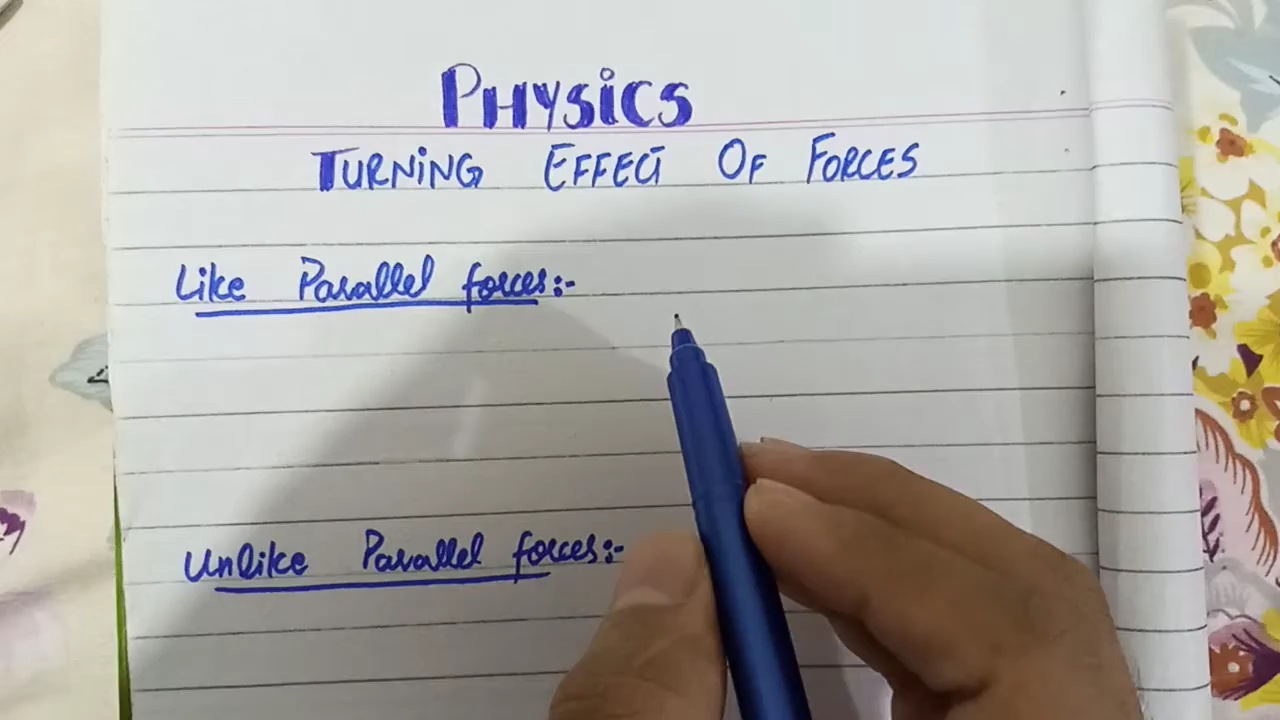 PHYSICS
TURNING EFFECT OF FORCES
Like Parallel forces:-
Unlike Parallel forces:-